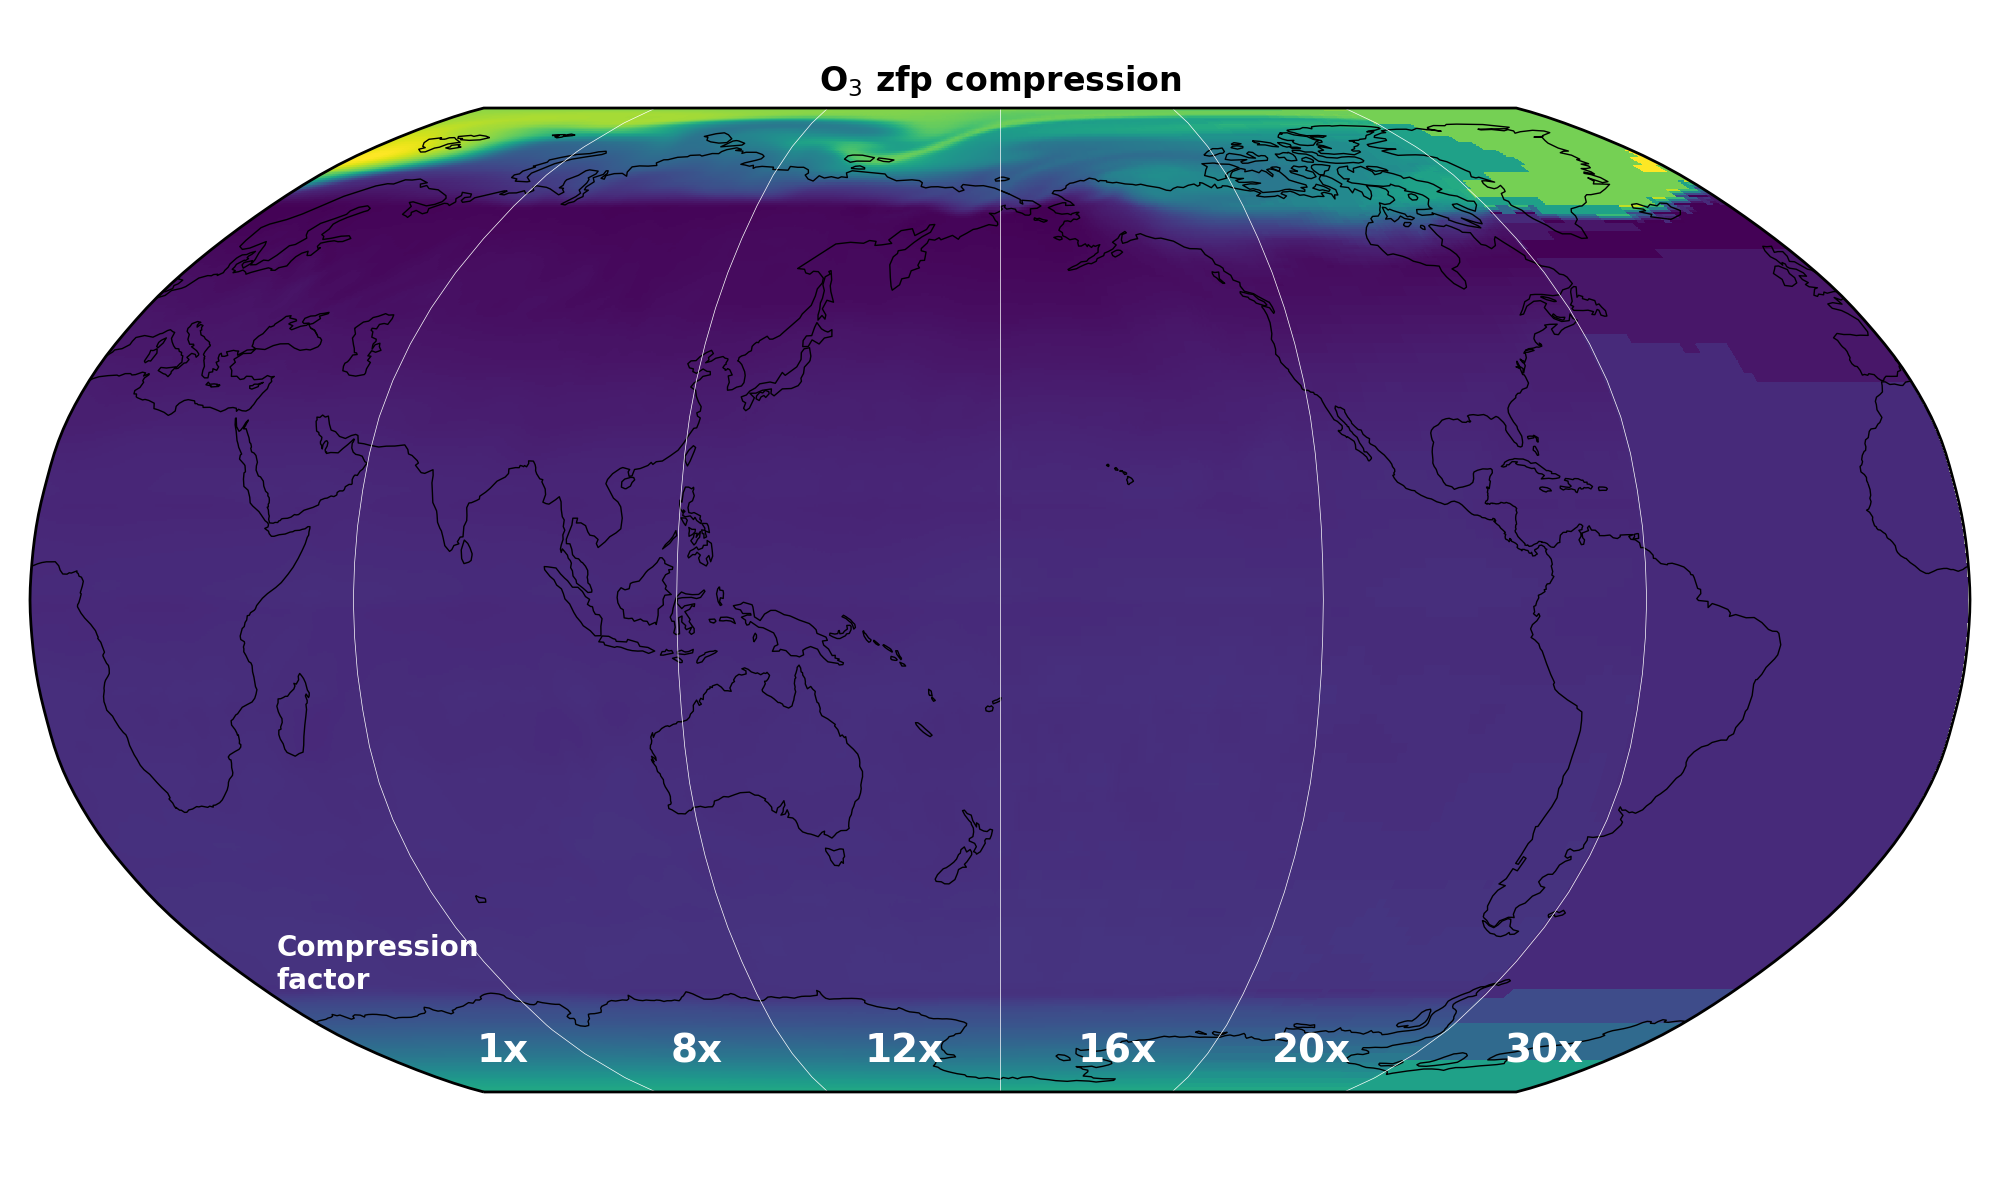 O₃ zfp compression
Compression
factor
1x 8x 12x 16x 20x 30x